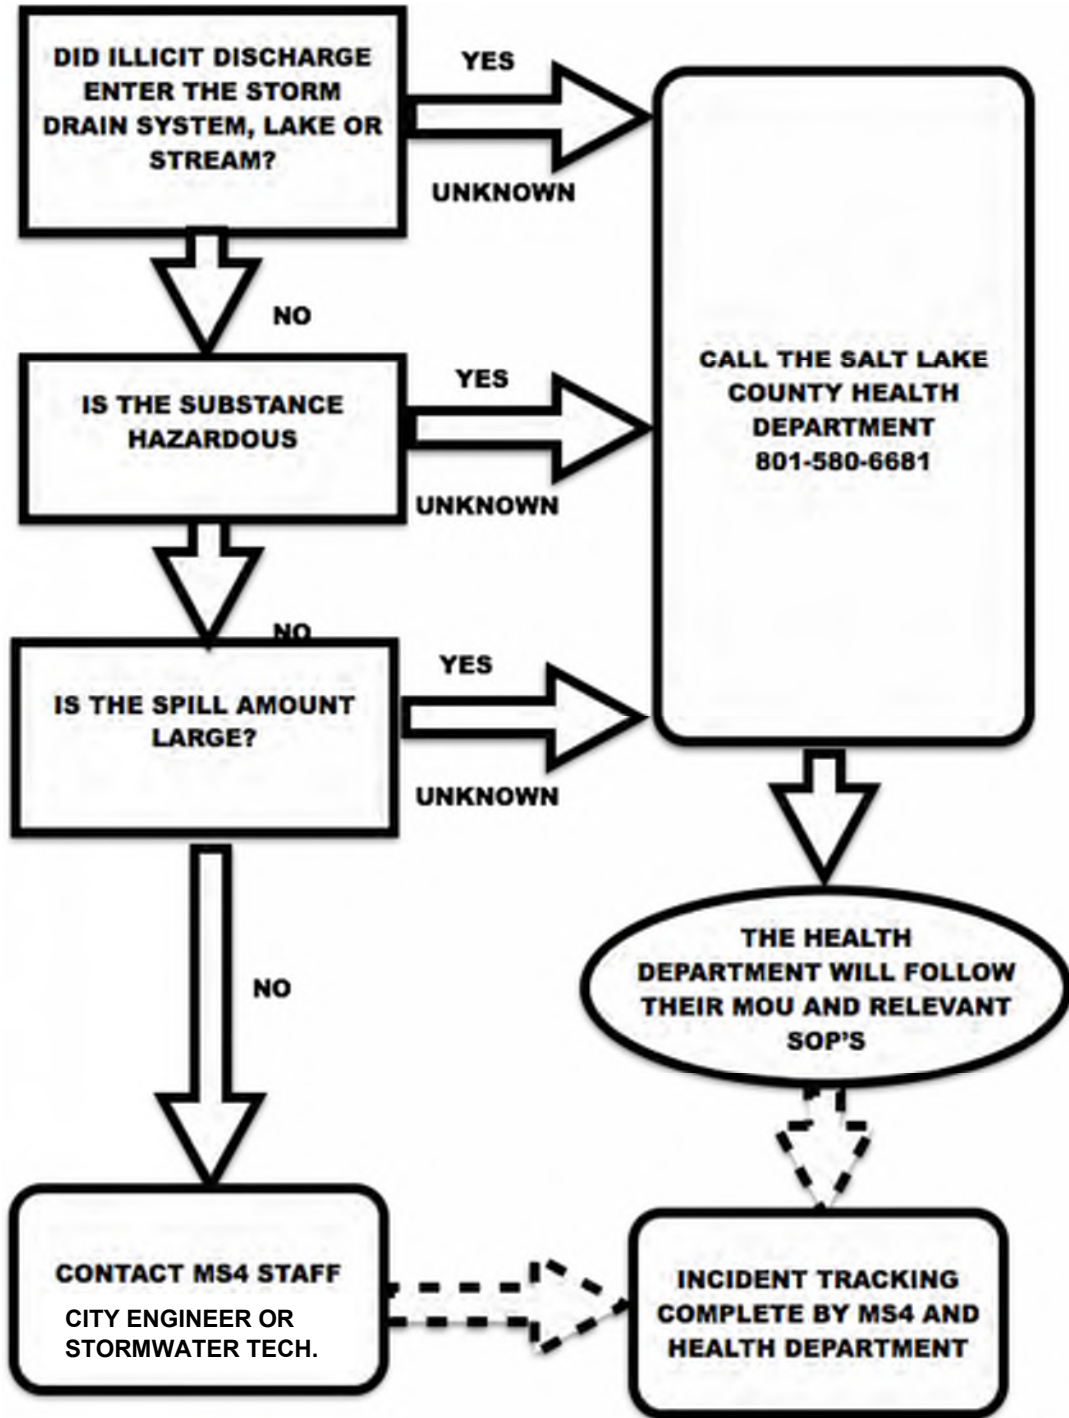 DID ILLICIT DISCHARGE
ENTER THE STORM
DRAIN SYSTEM, LAKE OR
STREAM?
YES
UNKNOWN
NO
IS THE SUBSTANCE
HAZARDOUS
YES
UNKNOWN
NO
IS THE SPILL AMOUNT
LARGE?
YES
UNKNOWN
NO
CALL THE SALT LAKE
COUNTY HEALTH
DEPARTMENT
801-580-6681
THE HEALTH
DEPARTMENT WILL FOLLOW
THEIR MOU AND RELEVANT
SOP'S
CONTACT MS4 STAFF
CITY ENGINEER OR
STORMWATER TECH.
INCIDENT TRACKING
COMPLETE BY MS4 AND
HEALTH DEPARTMENT